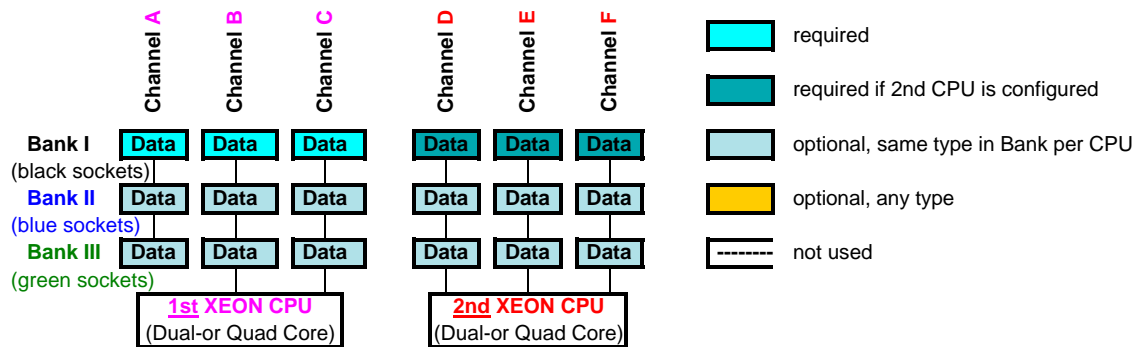 Channel A
Channel B
Channel C
Channel D
Channel E
Channel F
required
required if 2nd CPU is configured
Bank I
(black sockets)
Data Data Data Data Data Data
optional, same type in Bank per CPU
Bank II
(blue sockets)
Data Data Data Data Data Data
optional, any type
Bank III
(green sockets)
Data Data Data Data Data Data
-------- not used
1st XEON CPU
(Dual-or Quad Core)
2nd XEON CPU
(Dual-or Quad Core)